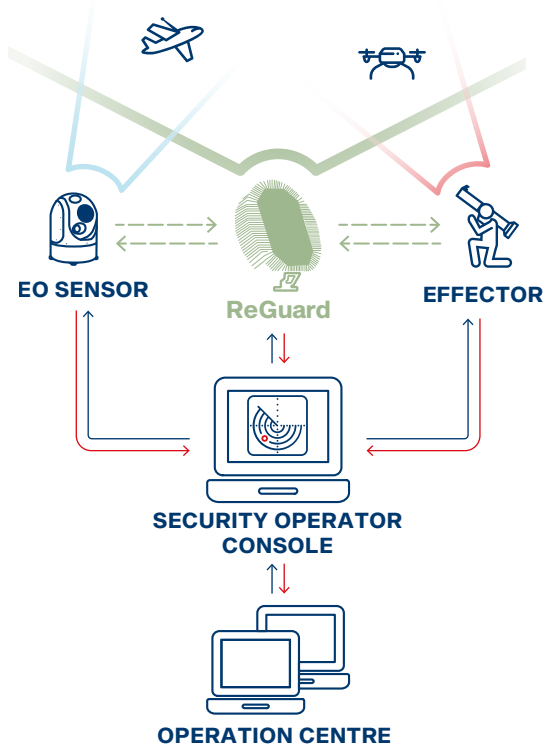 EO SENSOR
ReGuard
EFFECTOR
SECURITY OPERATOR
CONSOLE
OPERATION CENTRE